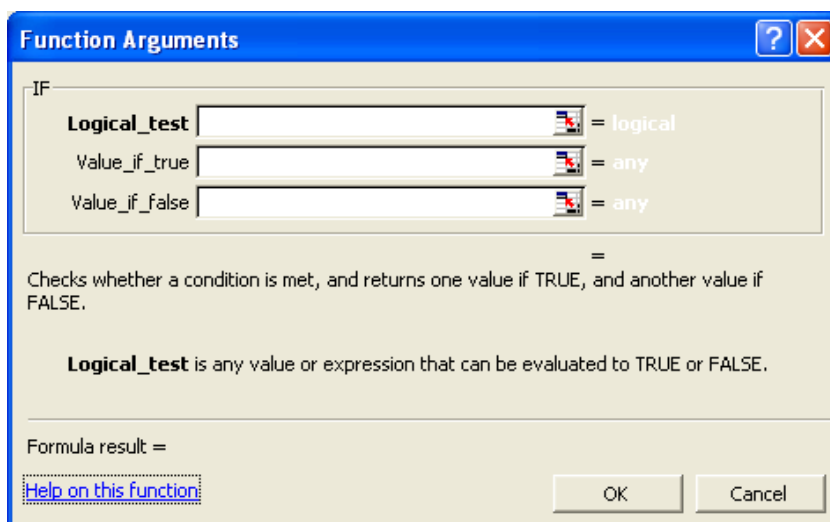 Function Arguments
IF
Logical_test = logical
Value_if_true = any
Value_if_false = any
=
Checks whether a condition is met, and returns one value if TRUE, and another value if
FALSE.
Logical_test is any value or expression that can be evaluated to TRUE or FALSE.
Formula result =
Help on this function
OK
Cancel